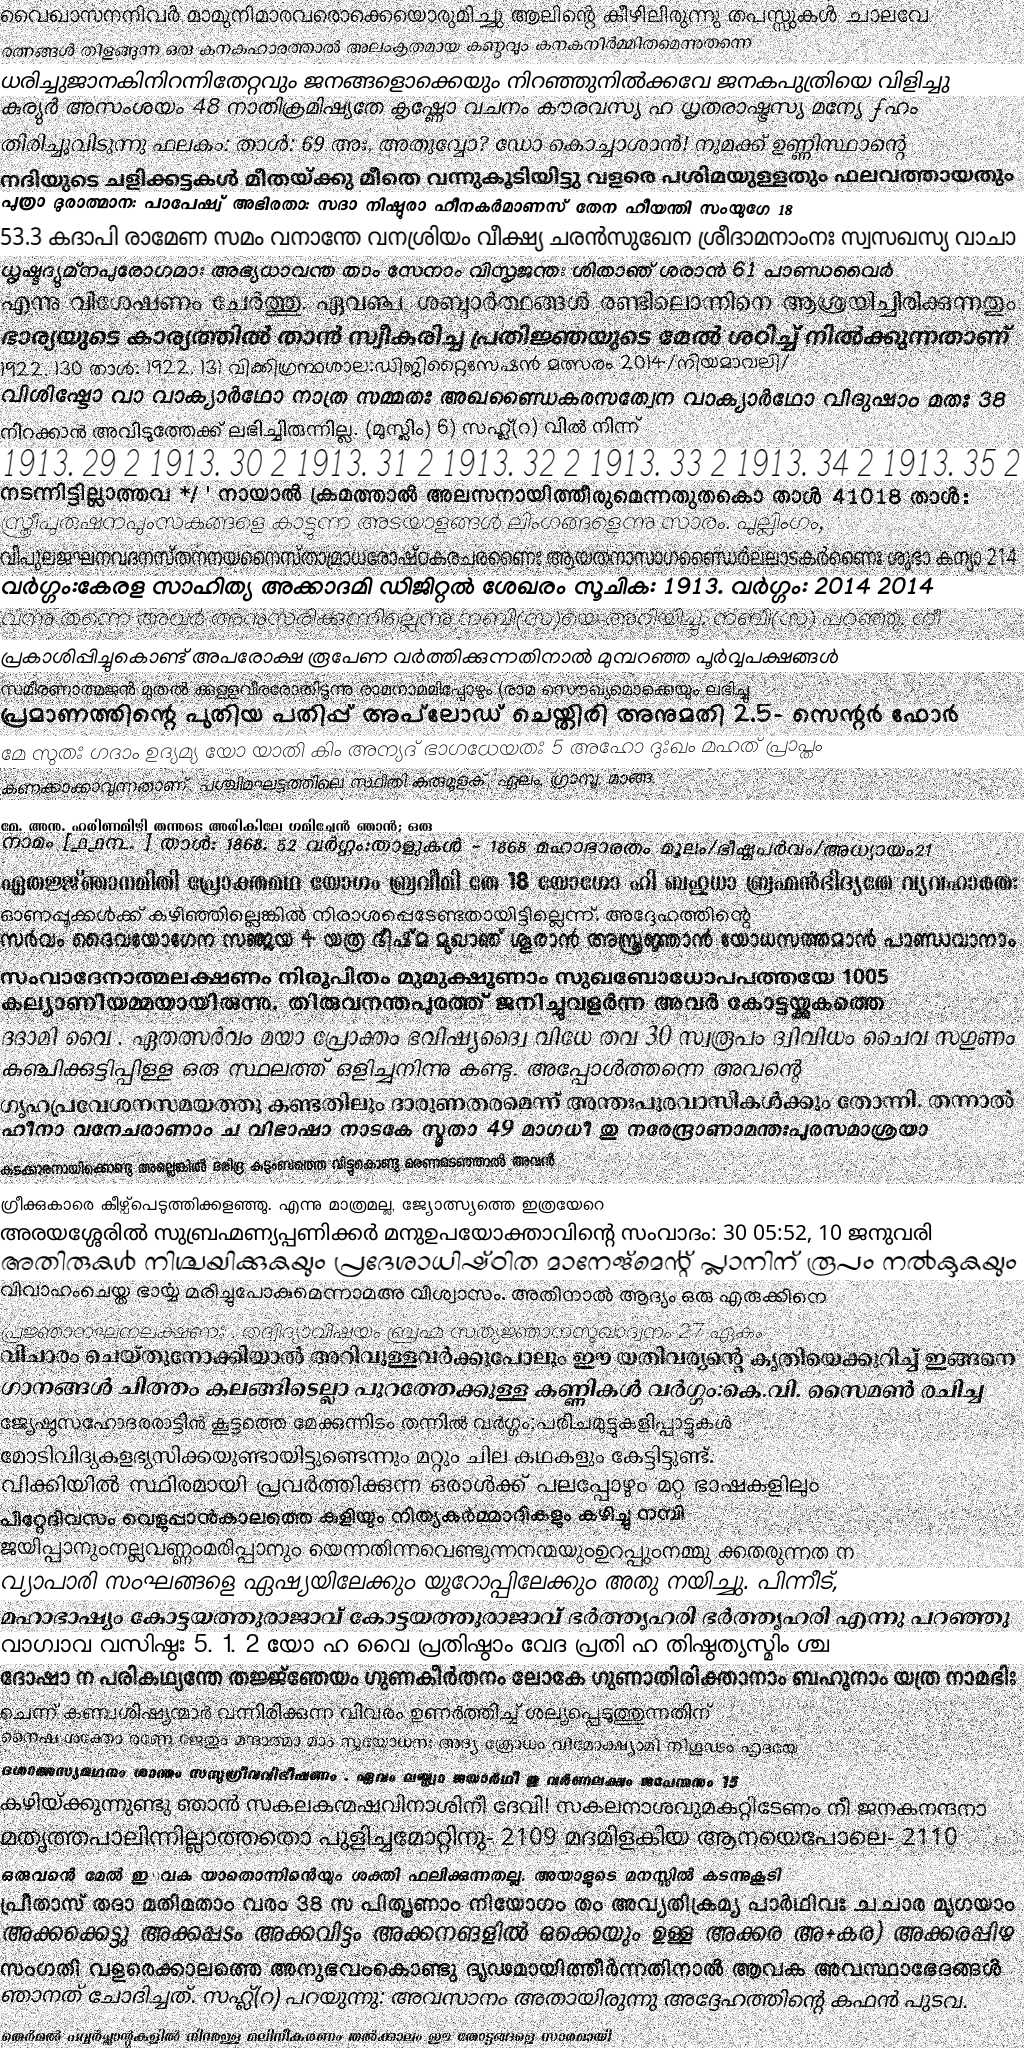 വൈഖാസനനിവർ മാമുനിമാരവരൊക്കെയൊരുമിച്ചു ആലിന്റെ കീഴിലിരുന്നു തപസ്സുകൾ ചാലവേ
രത്നങ്ങൾ തിളങ്ങുന്ന ഒരു കനകഹാരത്താൽ അലംകൃതമായ കണ്ഠവും കനകനിർമ്മിതമെന്നുതന്നെ
ധരിച്ചുജാനകിനിറന്നിതേറ്റവും ജനങ്ങളൊക്കെയും നിറഞ്ഞുനിൽക്കവേ ജനകപുത്രിയെ വിളിച്ചു
കുര്യുർ അസംശയം 48 നാതിക്രമിഷ്യതേ കൃഷ്ണോ വചനം കൗരവസ്യ ഹ ധൃതരാഷ്ട്രസ്യ മന്യേ ƒഹം
തിരിച്ചുവിടുന്നു ഫലകം: താൾ: 69 അഃ, അതുവ്വോ? ഡോ കൊച്ചാശാൻ! നുമക്ക് ഉണ്ണിസ്ഥാന്റെ
നദിയുടെ ചളിക്കട്ടകൾ മീതയ്ക്കു മീതെ വന്നുകൂടിയിട്ടു വളരെ പശിമയുള്ളതും ഫലവത്തായതും
പുത്രാ ദുരാത്മാനഃ പാപേഷ്വ് അഭിരതാഃ സദാ നിഷ്ഠുരാ ഹീനകർമാണസ് തേന ഹീയന്തി സംയുഗേ 18
53.3 കദാപി രാമേണ സമം വനാന്തേ വനശ്രിയം വീക്ഷ്യ ചരൻസുഖേന ശ്രീദാമനാംനഃ സ്വസഖസ്യ വാചാ
ധൃഷ്ടദ്യുമ്നപുരോഗമാഃ അഭ്യധാവന്ത താം സേനാം വിസൃജന്തഃ ശിതാഞ് ശരാൻ 61 പാണ്ഡവൈർ
എന്നു വിശേഷണം ചേർത്തു. ഏവഞ്ച ശബ്ദാർത്ഥങ്ങൾ രണ്ടിലൊന്നിനെ ആശ്രയിച്ചിരിക്കുന്നതും
ഭാര്യയുടെ കാര്യത്തിൽ താൻ സ്വീകരിച്ച പ്രതിജ്ഞയുടെ മേൽ ശഠിച്ച് നിൽക്കുന്നതാണ്
1922, 130 താൾ: 1922, 131 വിക്കിഗ്രന്ഥശാല:ഡിജിറ്റൈസേഷൻ മത്സരം 2014/നിയമാവലി/
വിശിഷ്ടോ വാ വാക്യാർഥോ നാത്ര സമ്മതഃ അഖണ്ഡൈകരസത്വേന വാക്യാർഥോ വിദുഷാം മതഃ 38
നിറക്കാൻ അവിടുത്തേക്ക് ലഭിച്ചിരുന്നില്ല. (മുസ്ലിം) 6) സഹ്ല്(റ) വിൽ നിന്ന്
1913. 29 2 1913. 30 2 1913. 31 2 1913. 32 2 1913. 33 2 1913. 34 2 1913. 35 2
നടന്നിട്ടില്ലാത്തവ */ ' നായാൽ ക്രമത്താൽ അലസനായിത്തീരുമെന്നതുതകൊ താൾ 41018 താൾ:
സ്ത്രീപുരുഷനപുംസകങ്ങളെ കാട്ടുന്ന അടയാളങ്ങൾ ലിംഗങ്ങളെന്നു സാരം. പുല്ലിംഗം,
വിപുലജഘനവദനസ്തനനയനൈസ്താമ്രാധരോഷ്ഠകരചരണൈഃ ആയതനാസാഗണ്ഡൈർലല്ലാടകർണൈഃ ശുഭാ കന്യാ 214
വർഗ്ഗം:കേരള സാഹിത്യ അക്കാദമി ഡിജിറ്റൽ ശേഖരം സൂചിക: 1913. വർഗ്ഗം: 2014 2014
വന്നു തന്നെ അവർ അനുസരിക്കുന്നില്ലെന്നു നബി(സ്വ)യെ അറിയിച്ചു. നബി(സ്വ) പറഞ്ഞു, നീ
പ്രകാശിപ്പിച്ചുകൊണ്ട് അപരോക്ഷ രൂപേണ വർത്തിക്കുന്നതിനാൽ മുമ്പറഞ്ഞ പൂർവ്വപക്ഷങ്ങൾ
സമീരണാത്മജൻ മുതൽ ക്കുള്ളവീരരോതിടുന്നു രാമനാമമിപ്പോഴും (രാമ സൌഖ്യമൊക്കെയും ലഭിച്ചു
പ്രമാണത്തിന്റെ പുതിയ പതിപ്പ് അപ്‌ലോഡ് ചെയ്തിരി അനുമതി 2.5- സെന്റർ ഫോർ
മേ സുതഃ ഗദാം ഉദ്യമ്യ യോ യാതി കിം അന്യദ് ഭാഗധേയതഃ 5 അഹോ ദുഃഖം മഹത് പ്രാപ്തം
കണക്കാക്കാവുന്നതാണ്. പശ്ചിമഘട്ടത്തിലെ സ്ഥിതി കുരുമുളക്, ഏലം, ഗ്രാമ്പൂ, മാങ്ങ,
മേ. അനു. ഹരിണമിഴി തന്നുടെ അരികിലേ ഗമിച്ചേൻ ഞാൻ; ഒരു
താൾ: 1868. 52 വർഗ്ഗം:താളുകൾ - 1868 മഹാഭാരതം മൂലം/ഭീഷ്മപർവം/അധ്യായം21
ഏതജ്ജ്ഞാനമിതി പ്രോക്തമഥ യോഗം ബ്രവീമി തേ 18 യോഗോ ഹി ബഹുധാ ബ്രഹ്മൻഭിദ്യതേ വ്യവഹാരതഃ
ഓണപ്പൂക്കൾക്ക് കഴിഞ്ഞില്ലെങ്കിൽ നിരാശപ്പെടേണ്ടതായിട്ടില്ലെന്ന്. അദ്ദേഹത്തിന്റെ
സർവം ദൈവയോഗേന സഞ്ജയ 4 യത്ര ഭീഷ്മ മുഖാഞ് ശൂരാൻ അസ്ത്രജ്ഞാൻ യോധസത്തമാൻ പാണ്ഡവാനാം
സംവാദേനാത്മലക്ഷണം നിരൂപിതം മുമുക്ഷൂണാം സുഖബോധോപപത്തയേ 1005
കല്യാണിയമ്മയായിരുന്നു. തിരുവനന്തപുരത്ത് ജനിച്ചുവളർന്ന അവർ കോട്ടയ്ക്കകത്തെ
ദദാമി വൈ . ഏതത്സർവം മയാ പ്രോക്തം ഭവിഷ്യദ്വൈ വിധേ തവ 30 സ്വരൂപം ദ്വിവിധം ചൈവ സഗുണം
കുഞ്ചിക്കുട്ടിപ്പിള്ള ഒരു സ്ഥലത്ത് ഒളിച്ചുനിന്നു കണ്ടു. അപ്പോൾത്തന്നെ അവന്റെ
ഗൃഹപ്രവേശനസമയത്തു കണ്ടതിലും ദാരുണതരമെന്ന് അന്തഃപുരവാസികൾക്കും തോന്നി. തന്നാൽ
ഹീനാ വനേചരാണാം ച വിഭാഷാ നാടകേ സ്മൃതാ 49 മാഗധീ തു നരേന്ദ്രാണാമന്തഃപുരസമാശ്രയാ
കടക്കാരനായിക്കൊണ്ടു അല്ലെങ്കിൽ ദരിദ്ര കുടുംബത്തെ വിട്ടുകൊണ്ടു മരണമടഞ്ഞാൽ അവൻ
ഗ്രീക്കുകാരെ കീഴ്പെടുത്തിക്കളഞ്ഞു. എന്നു മാത്രമല്ല, ജ്യോത്സ്യത്തെ ഇത്രയേറെ
അരയശ്ശേരിൽ സുബ്രഹ്മണ്യപ്പണിക്കർ മനുഉപയോക്താവിന്റെ സംവാദം: 30 05:52, 10 ജനുവരി
അതിരുകൾ നിശ്ചയിക്കുകയും പ്രദേശാധിഷ്ഠിത മാനേജ്മെന്റ് പ്ലാനിന് രൂപം നൽകുകയും
വിവാഹംചെയ്ത ഭാര്യ മരിച്ചുപോകുമെന്നാമഅ വിശ്വാസം. അതിനാൽ ആദ്യം ഒരു എരുക്കിനെ
പ്രജ്ഞാനഘനലക്ഷണഃ . തദ്വിദ്യാവിഷയം ബ്രഹ്മ സത്യജ്ഞാനസുഖാദ്വനം 27 ഏകം
വിചാരം ചെയ്തുനോക്കിയാൽ അറിവുള്ളവർക്കുപോലും ഈ യതിവര്യന്റെ കൃതിയെക്കുറിച്ച് ഇങ്ങനെ
ഗാനങ്ങൾ ചിത്തം കലങ്ങിടെല്ലാ പുറത്തേക്കുള്ള കണ്ണികൾ വർഗ്ഗം:കെ.വി. സൈമൺ രചിച്ച
ജ്യേഷ്ഠസഹോദരരാട്ടിൻ കൂട്ടത്തെ മേക്കുന്നിടം തന്നിൽ വർഗ്ഗം:പരിചമുട്ടുകളിപ്പാട്ടുകൾ
മോടിവിദ്യകളഭ്യസിക്കയുണ്ടായിട്ടുണ്ടെന്നും മറ്റും ചില കഥകളും കേട്ടിട്ടുണ്ട്.
വിക്കിയിൽ സ്ഥിരമായി പ്രവർത്തിക്കുന്ന ഒരാൾക്ക് പലപ്പോഴും മറ്റു ഭാഷകളിലും
പിറ്റേദിവസം വെളുപ്പാൻകാലത്തെ കുളിയും നിത്യകർമ്മാദികളും കഴിച്ചു നമ്പി
ജയിപ്പാനുംനല്ലവണ്ണംമരിപ്പാനും യെന്നതിന്നവെണ്ടുന്നനന്മയുംഉറപ്പുംനമ്മു ക്കതരുന്നത ന
വ്യാപാരി സംഘങ്ങളെ ഏഷ്യയിലേക്കും യൂറോപ്പിലേക്കും അതു നയിച്ചു. പിന്നീട്,
മഹാഭാഷ്യം കോട്ടയത്തുരാജാവ് കോട്ടയത്തുരാജാവ് ഭർത്തൃഹരി ഭർത്തൃഹരി എന്നു പറഞ്ഞു
വാഗ്വാവ വസിഷ്ഠഃ 5. 1. 2 യോ ഹ വൈ പ്രതിഷ്ഠാം വേദ പ്രതി ഹ തിഷ്ഠത്യസ്മിം ശ്ച
ദോഷാ ന പരികഥ്യന്തേ തജ്ജ്ഞേയം ഗുണകീർതനം ലോകേ ഗുണാതിരിക്താനാം ബഹൂനാം യത്ര നാമഭിഃ
ചെന്ന് കണ്വശിഷ്യന്മാർ വന്നിരിക്കുന്ന വിവരം ഉണർത്തിച്ച് ശല്യപ്പെടുത്തുന്നതിന്
നൈഷ ശക്തോ രണേ ജേതും മന്ദാത്മാ മാം സുയോധനഃ അദ്യ ക്രോധം വിമോക്ഷ്യാമി നിഗൂഢം ഹൃദയേ
ദശാജസ്യമഥനം ശാന്തം സനുഗ്രീവവിഭീഷണം . ഏവം ലബ്ധ്വാ ജയാർഥീ തു വർണലക്ഷം ജപേന്മനും 15
കഴിയ്ക്കുന്നുണ്ടു ഞാൻ സകലകന്മഷവിനാശിനീ ദേവി! സകലനാശവുമകറ്റിടേണം നീ ജനകനന്ദനാ
മതൃത്തപാലിന്നില്ലാത്തതൊ പുളിച്ചമോറ്റിനു- 2109 മദമിളകിയ ആനയെപോലെ- 2110
ഒരുവന്റെ മേൽ ഇ വക യാതൊന്നിന്റെയും ശക്തി ഫലിക്കുന്നതല്ല. അയാളുടെ മനസ്സിൽ കടന്നുകൂടി
പ്രീതാസ് തദാ മതിമതാം വരം 38 സ പിതൄണാം നിയോഗം തം അവ്യതിക്രമ്യ പാർഥിവഃ ചചാര മൃഗയാം
അക്കക്കെട്ടു അക്കപ്പടം അക്കവിട്ടം അക്കനങ്ങളിൽ ഒക്കെയും ഉള്ള അക്കര അ+കര) അക്കരപ്പിഴ
സംഗതി വളരെക്കാലത്തെ അനുഭവംകൊണ്ടു ദൃഢമായിത്തീർന്നതിനാൽ ആവക അവസ്ഥാഭേദങ്ങൾ
ഞാനത് ചോദിച്ചത്. സഹ്ല്(റ) പറയുന്നു: അവസാനം അതായിരുന്നു അദ്ദേഹത്തിന്റെ കഫൻ പുടവ.
തെർമൽ പവ്വർപ്ലാന്റുകളിൽ നിന്നുള്ള മലിനീകരണം തൽക്കാലം ഈ തോട്ടങ്ങളെ സാരമായി